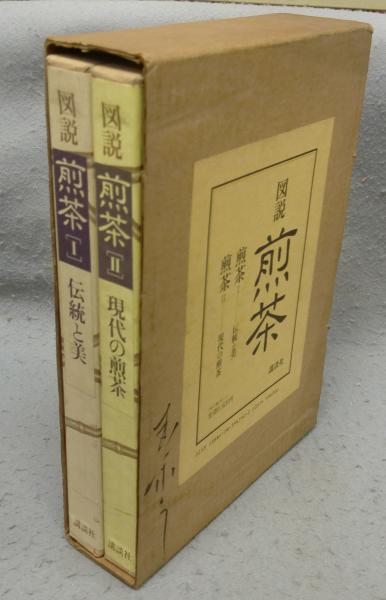 図説
煎茶[Ⅰ]
伝統と美
講談社
図説
煎茶[Ⅱ]
現代の煎茶
講談社
図説
煎茶
煎茶Ⅰ 伝統と美
煎茶Ⅱ 現代の煎茶
講談社